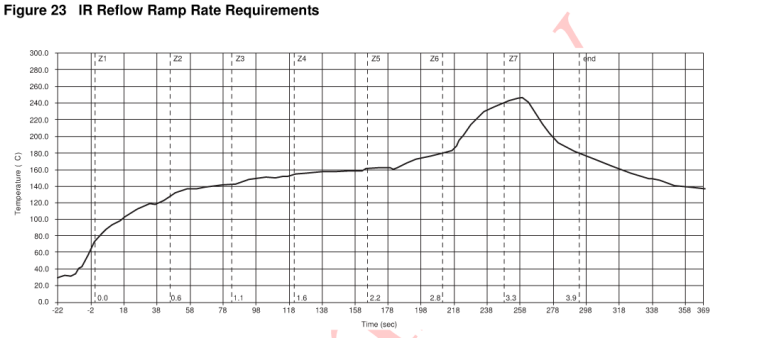 Figure 23 IR Reflow Ramp Rate Requirements
300.0
280.0
260.0
240.0
220.0
200.0
180.0
160.0
140.0
120.0
100.0
80.0
60.0
40.0
20.0
0.0
Temperature ( C)
Z1 Z2 Z3 Z4 Z5 Z6 Z7 end
0.0 0.6 1.1 1.6 2.2 2.8 3.3 3.9
-22 -2 18 38 58 78 98 118 138 158 178 198 218 238 258 278 298 318 338 358 369
Time (sec)